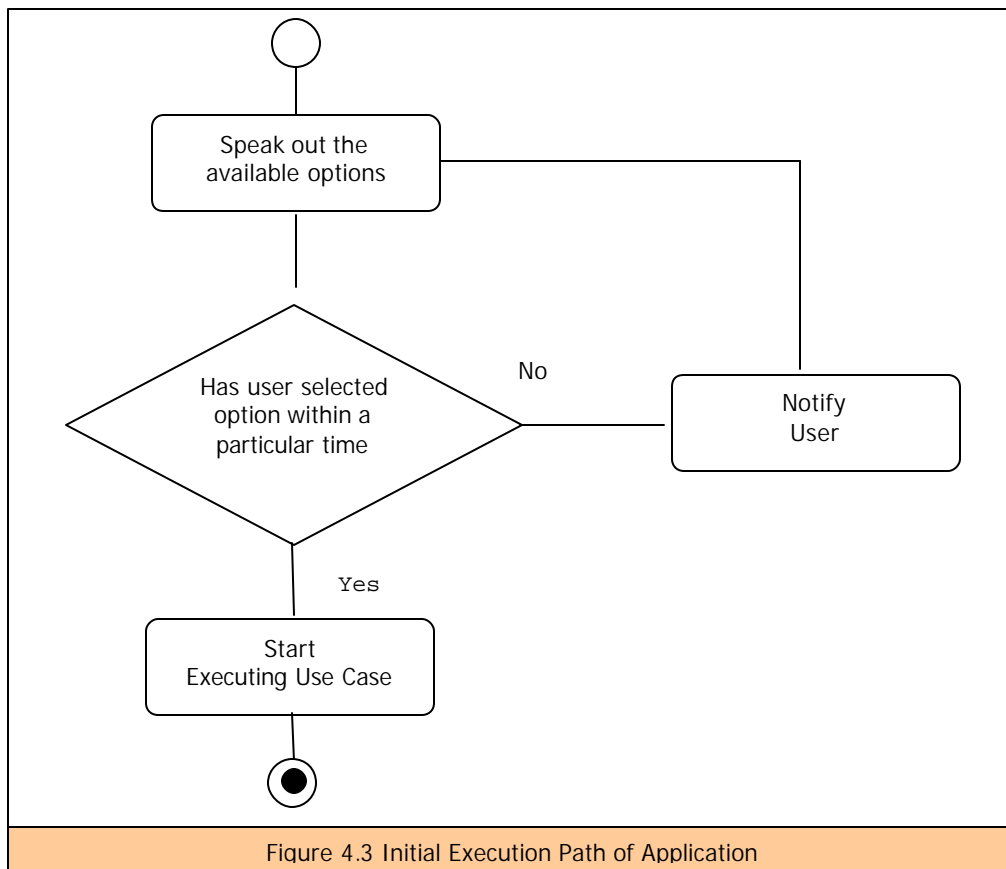 Speak out the
available options
Has user selected
option within a
particular time
No
Notify
User
Yes
Start
Executing Use Case
Figure 4.3 Initial Execution Path of Application